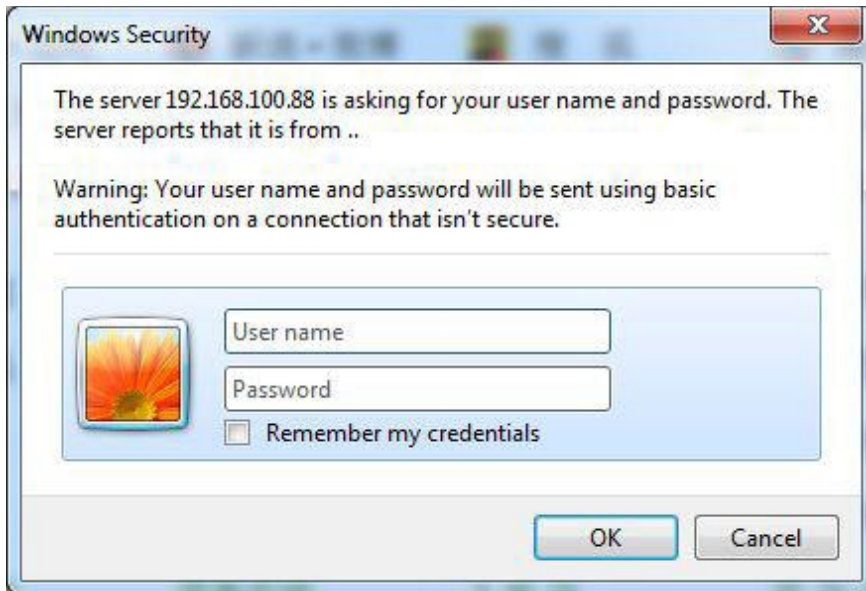 Windows Security
The server 192.168.100.88 is asking for your user name and password. The
server reports that it is from ..
Warning: Your user name and password will be sent using basic
authentication on a connection that isn't secure.
User name
Password
Remember my credentials
OK
Cancel